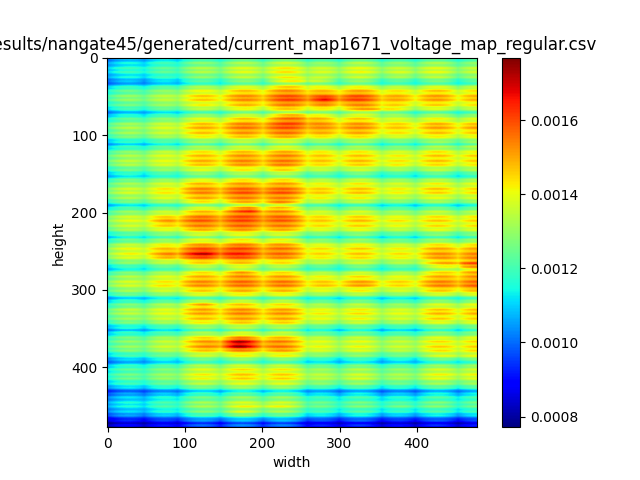 esults/nangate45/generated/current_map1671_voltage_map_regular.csv
0
100
200
300
400
height
0 100 200 300 400
width
0.0016
0.0014
0.0012
0.0010
0.0008